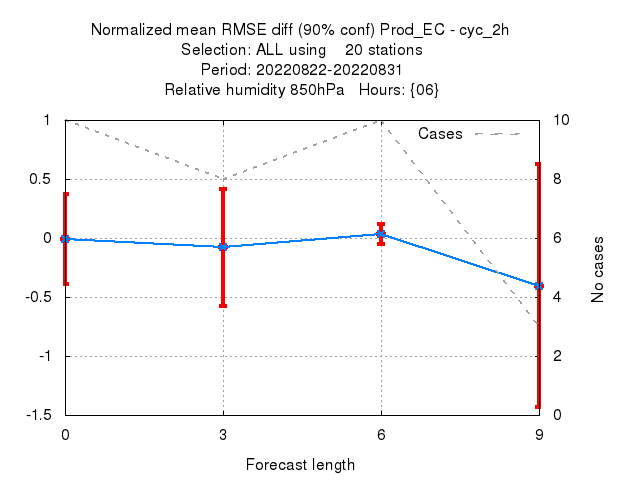 Normalized mean RMSE diff (90% conf) Prod_EC - cyc_2h
Selection: ALL using    20 stations
Period: 20220822-20220831
Relative humidity 850hPa   Hours: {06}
1
0.5
0
-0.5
-1
-1.5
10
8
6
4
2
0
Cases
No cases
0 3 6 9
Forecast length